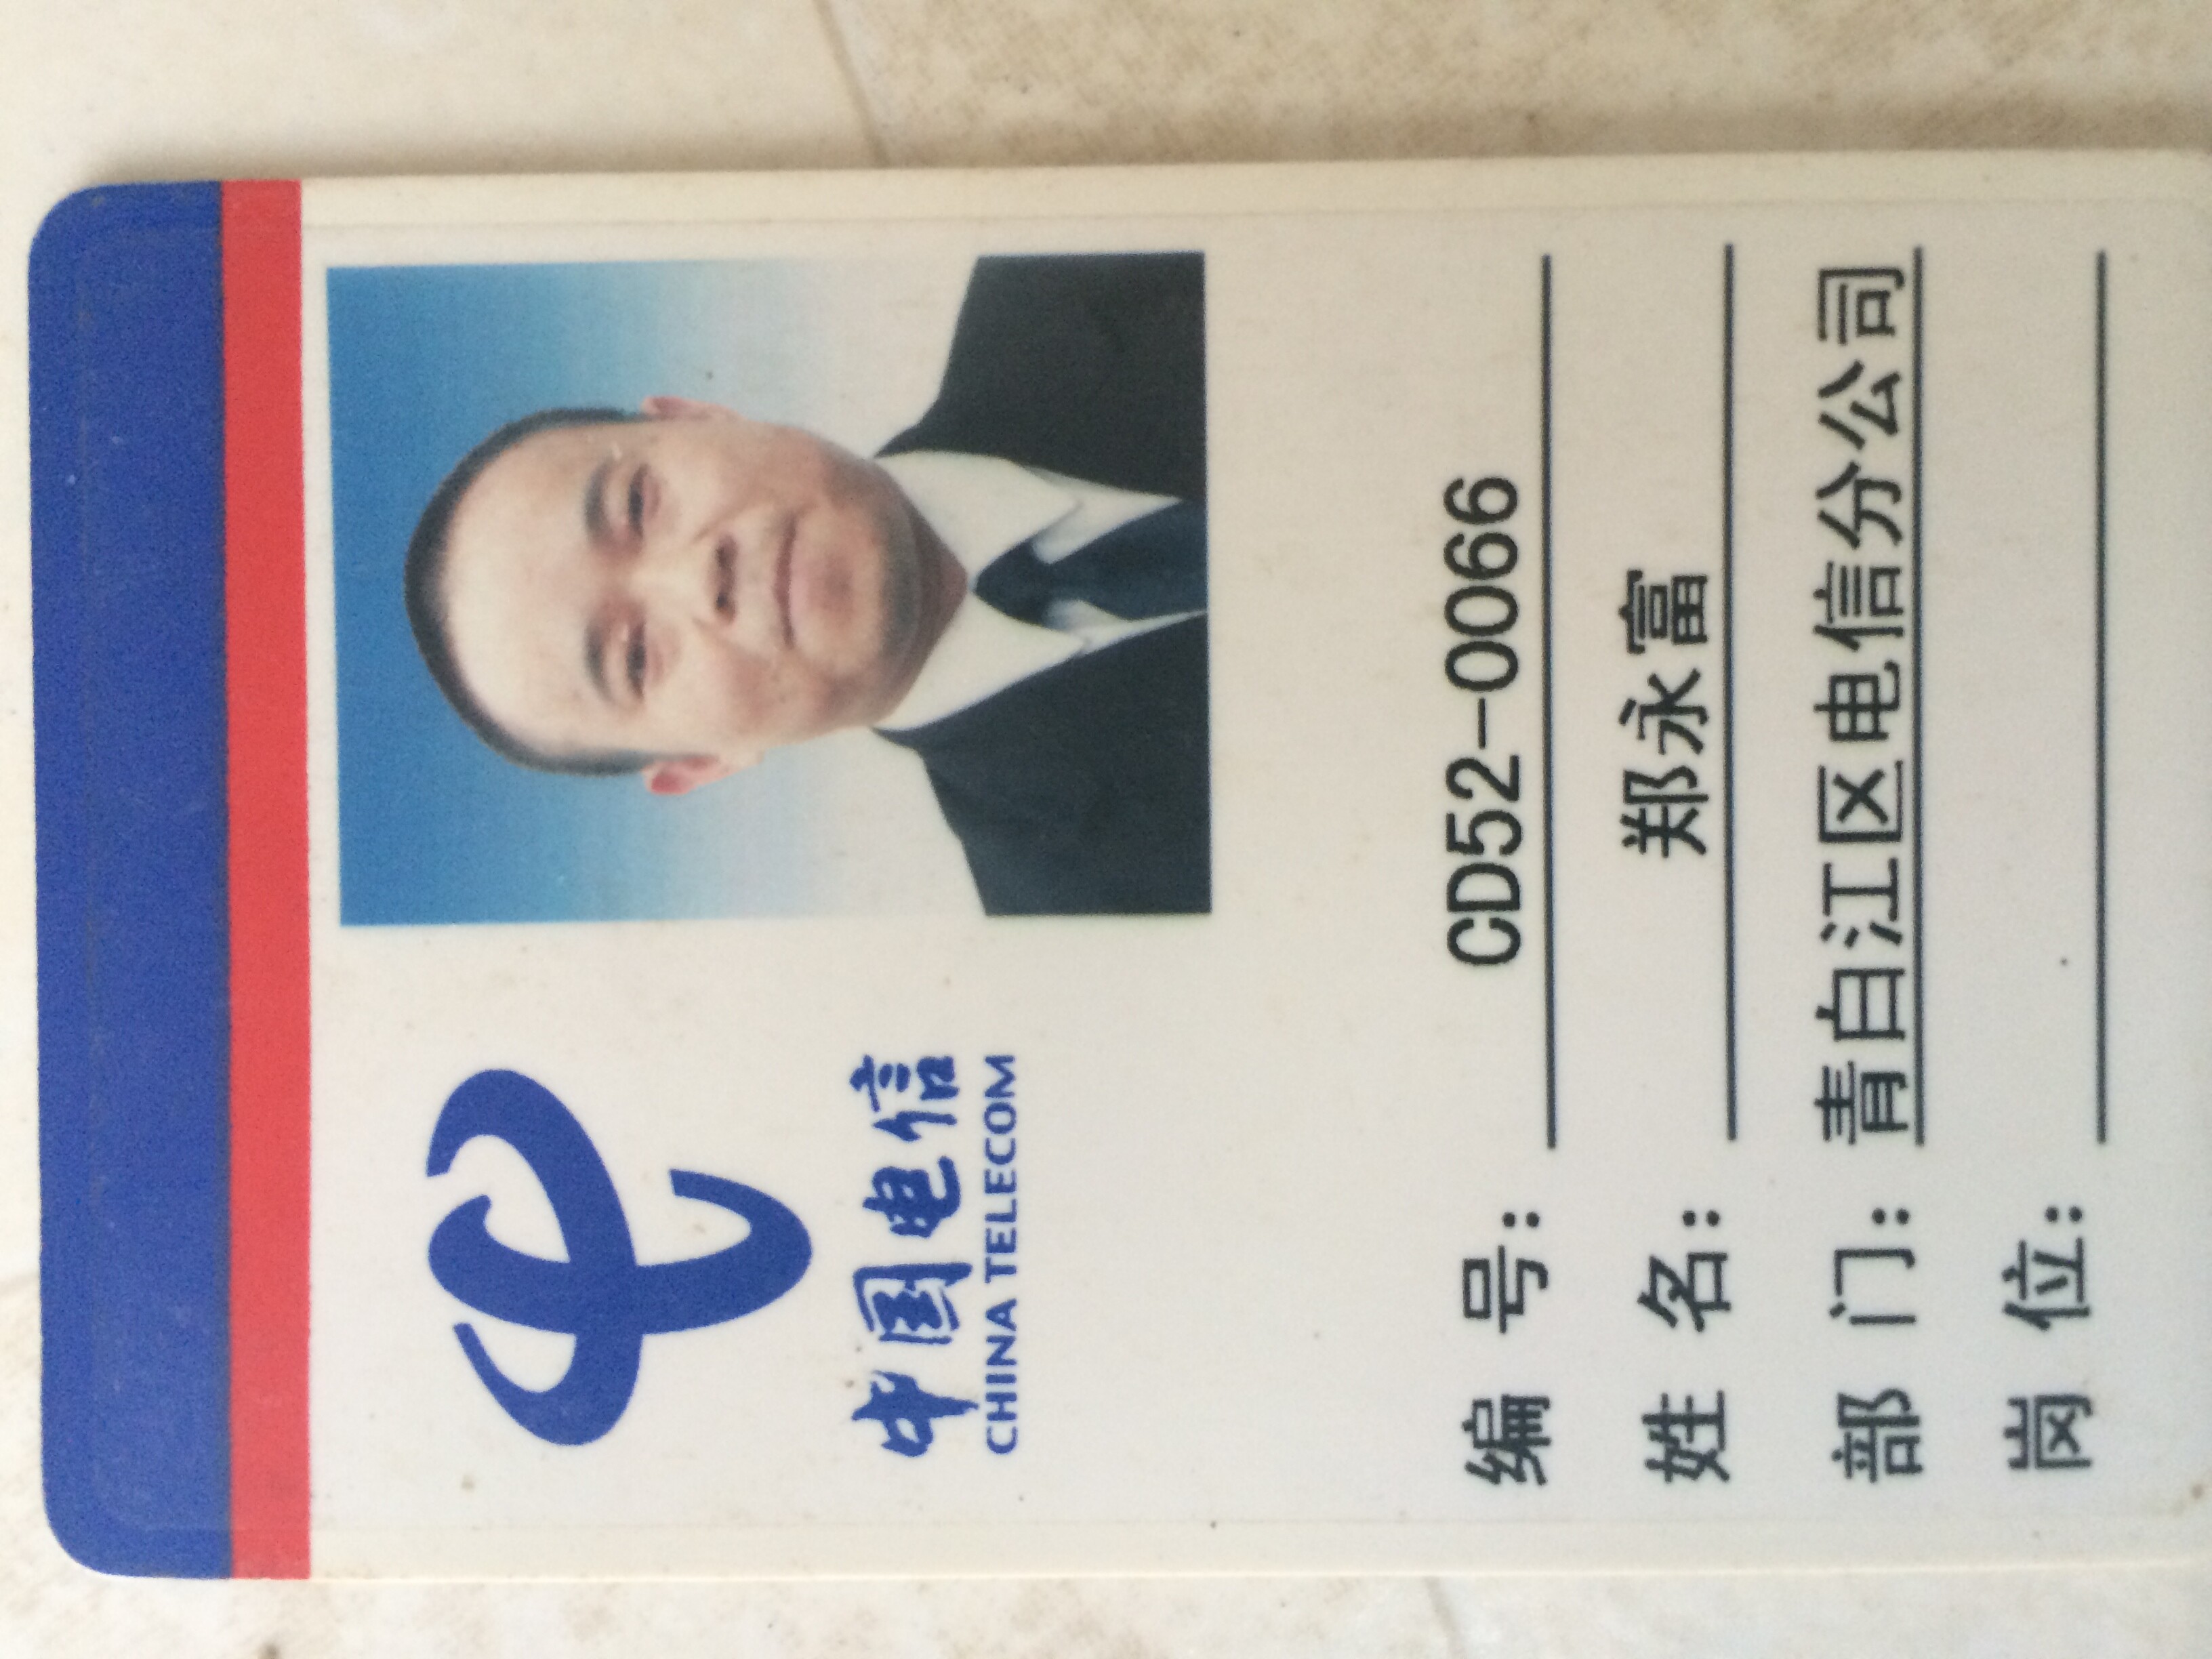 中国电信
CHINA TELECOM
编 号: CD52-0066
姓 名: 郑永富
部 门: 青白江区电信分公司
岗 位: